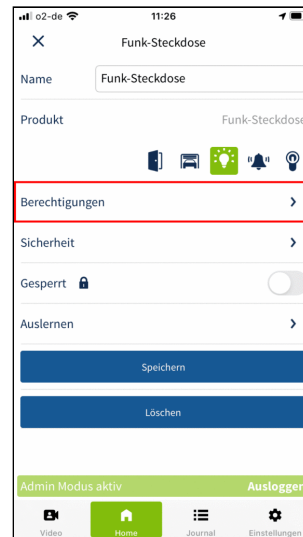 o2-de 11:26
Funk-Steckdose
Name Funk-Steckdose
Produkt Funk-Steckdose
Berechtigungen
Sicherheit
Gesperrt
Auslernen
Speichern
Löschen
Admin Modus aktiv Ausloggen
Video Home Journal Einstellungen